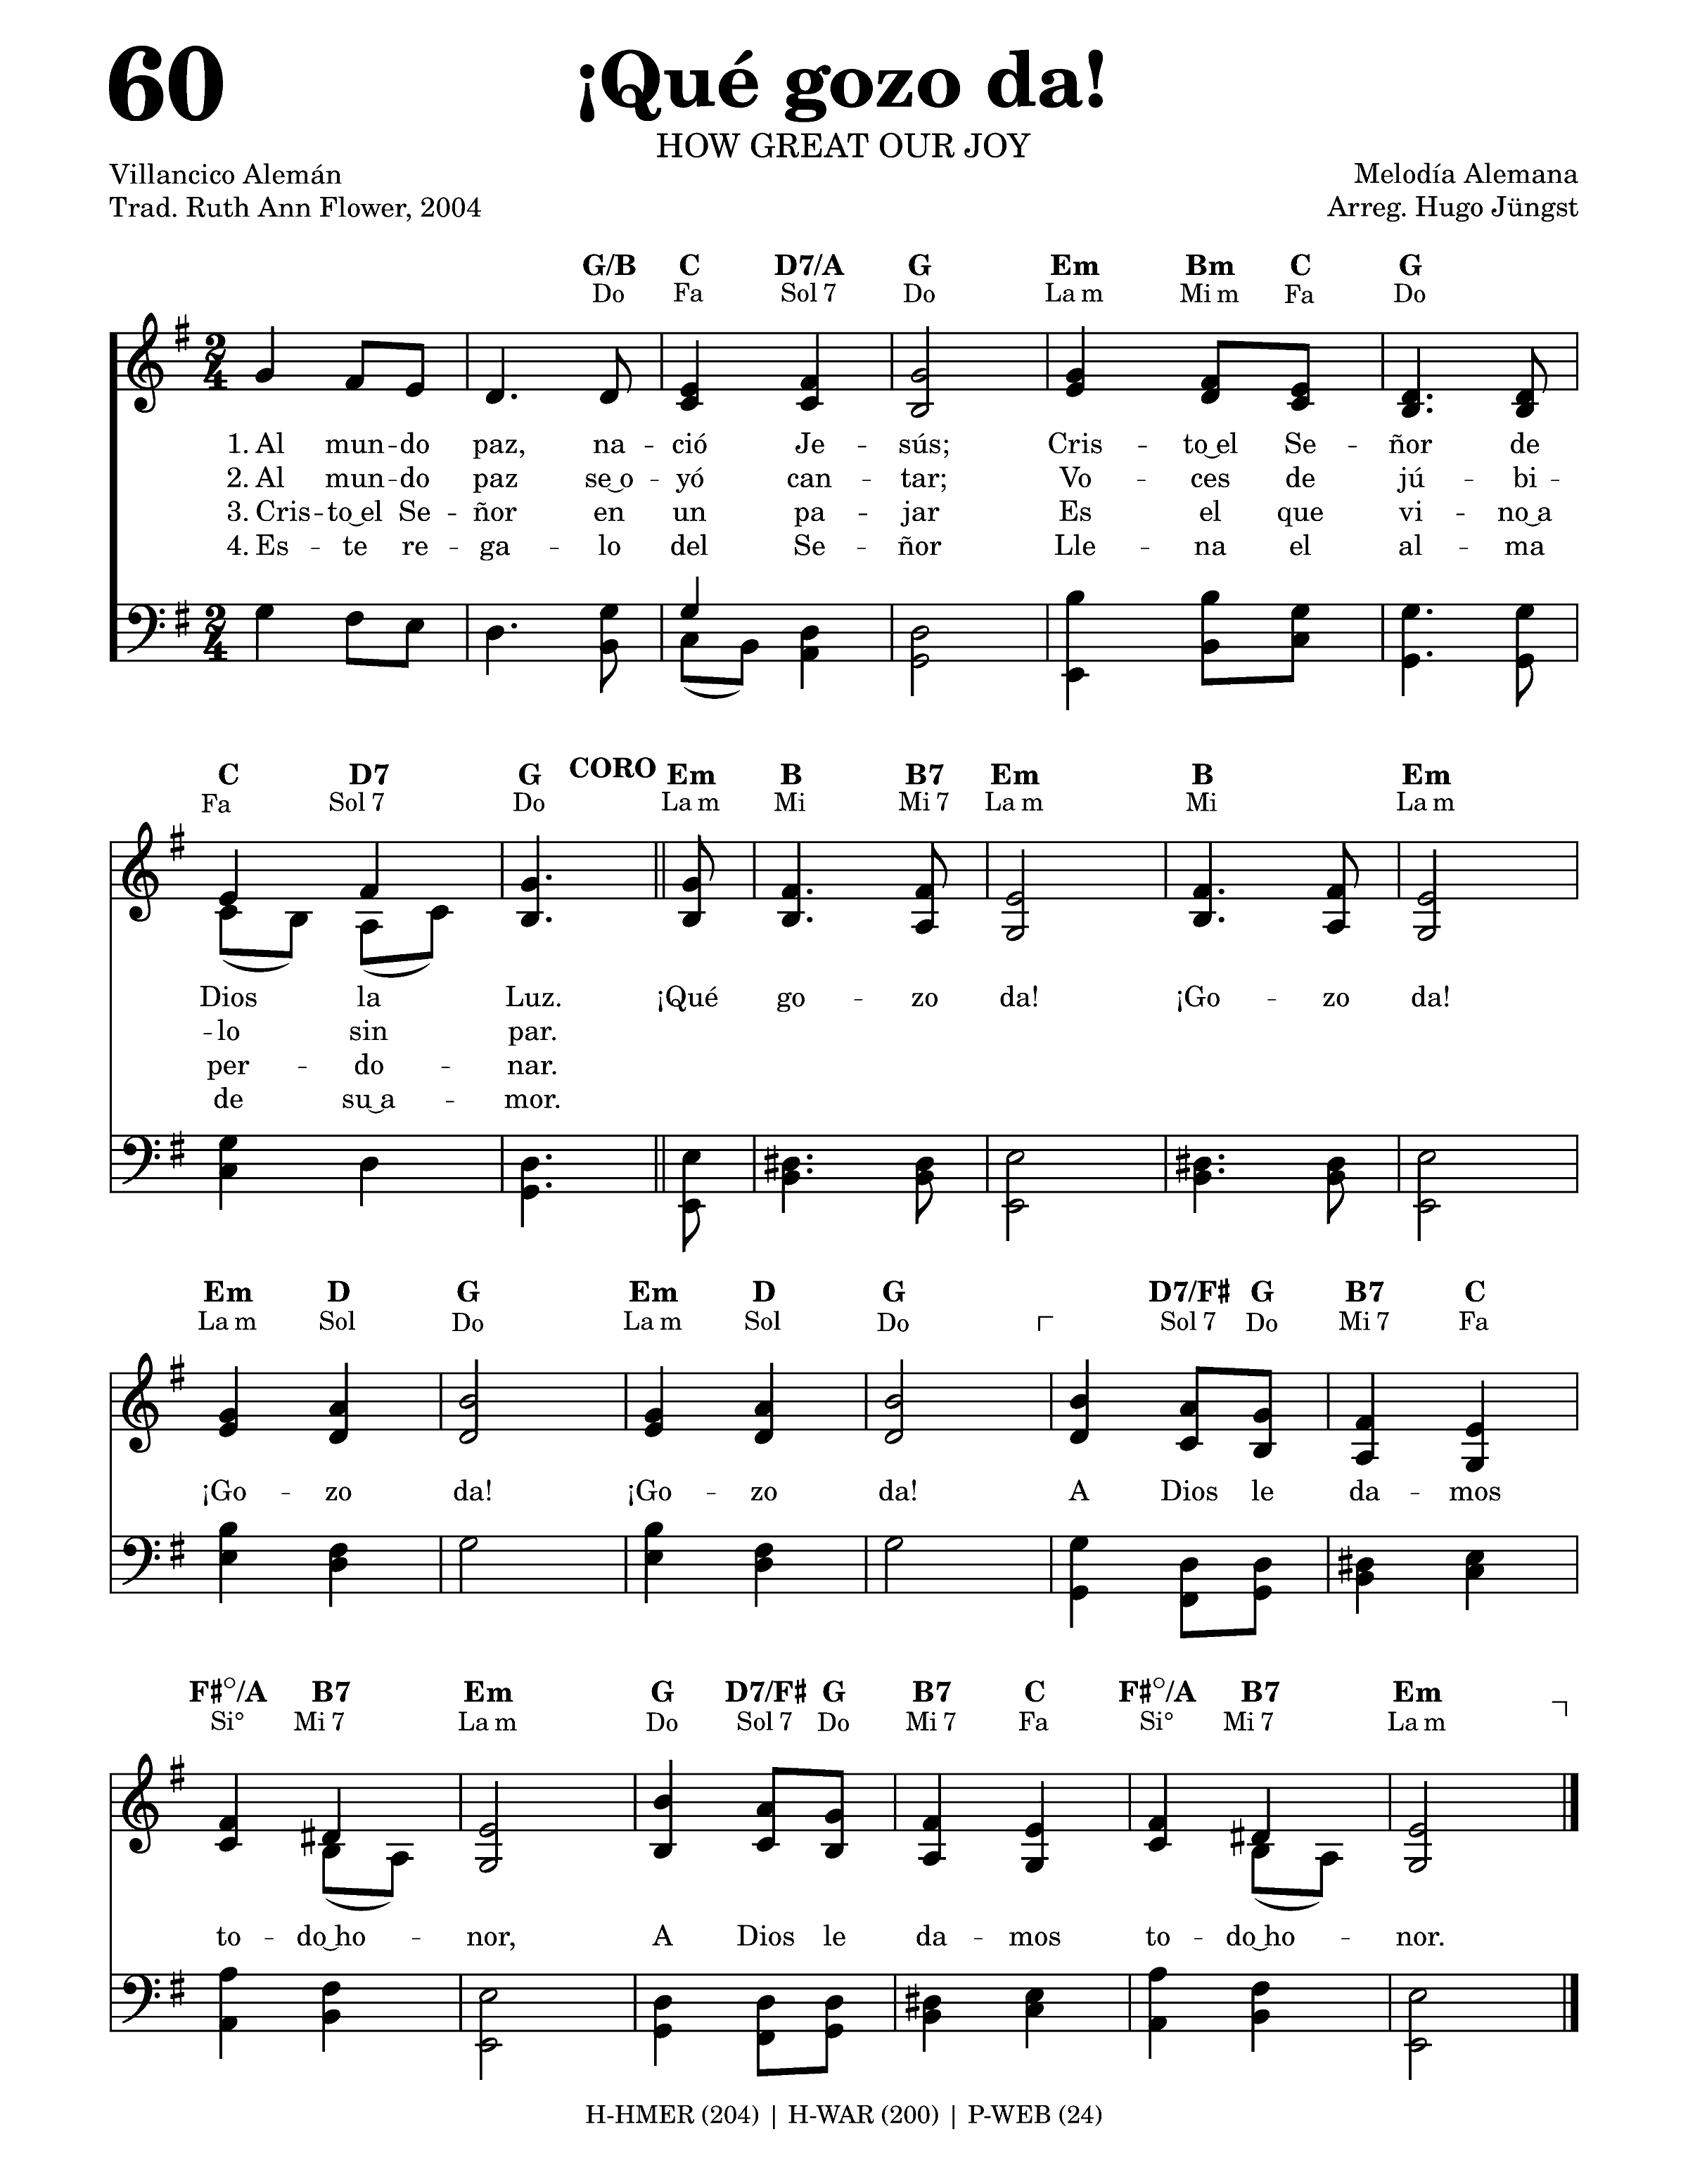 60
¡Qué gozo da!
HOW GREAT OUR JOY
Villancico Alemán
Melodía Alemana
Trad. Ruth Ann Flower, 2004
Arreg. Hugo Jüngst
G/B C D7/A G Em Bm C G
Do Fa Sol 7 Do La m Mi m Fa Do
2
4
1. Al mun -- do paz, na -- ció Je -- sús; Cris -- to‿el Se -- ñor de
2. Al mun -- do paz se‿o -- yó can -- tar; Vo -- ces de jú -- bi --
3. Cris -- to‿el Se -- ñor en un pa -- jar Es el que vi -- no‿a
4. Es -- te re -- ga -- lo del Se -- ñor Lle -- na el al -- ma
2
4
C D7 G CORO Em B B7 Em B Em
Fa Sol 7 Do La m Mi Mi 7 La m Mi La m
Dios la Luz. ¡Qué go -- zo da! ¡Go -- zo da!
-- lo sin par.
per -- do -- nar.
de su‿a -- mor.
Em D G Em D G D7/F♯ G B7 C
La m Sol Do La m Sol Do Sol 7 Do Mi 7 Fa
¡Go -- zo da! ¡Go -- zo da! A Dios le da -- mos
F♯○/A B7 Em G D7/F♯ G B7 C F♯○/A B7 Em
Si° Mi 7 La m Do Sol 7 Do Mi 7 Fa Si° Mi 7 La m
to -- do‿ho -- nor, A Dios le da -- mos to -- do‿ho -- nor.
H-HMER (204) | H-WAR (200) | P-WEB (24)